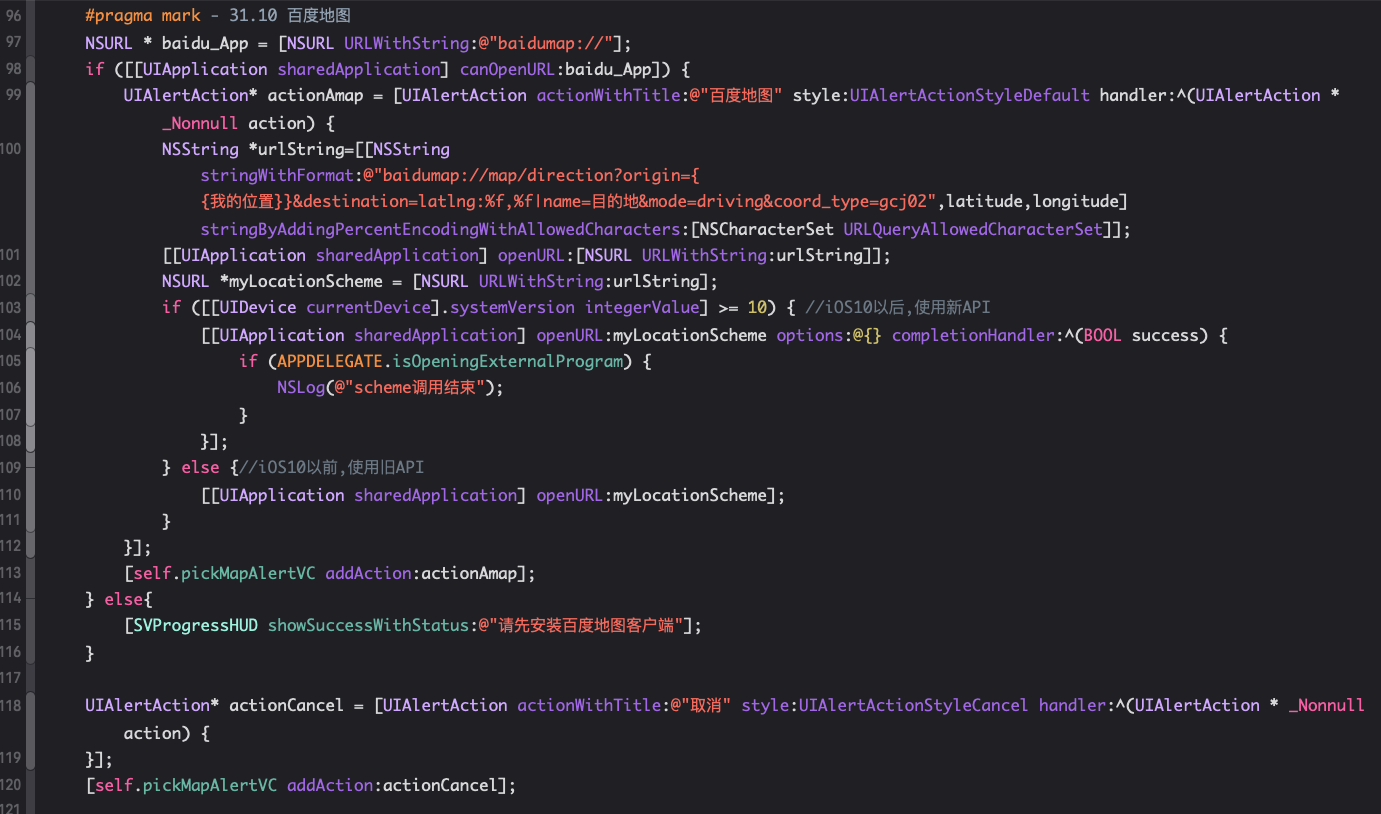 96 #pragma mark - 31.10 百度地图
97 NSURL * baidu_App = [NSURL URLWithString:@"baidumap://"];
98 if ([[UIApplication sharedApplication] canOpenURL:baidu_App]) {
99 UIAlertAction* actionAmap = [UIAlertAction actionWithTitle:@"百度地图" style:UIAlertActionStyleDefault handler:^(UIAlertAction *
_Nonnull action) {
100 NSString *urlString=[[NSString
stringWithFormat:@"baidumap://map/direction?origin={
{我的位置}}&destination=latlng:%f,%f|name=目的地&mode=driving&coord_type=gcj02",latitude,longitude]
stringByAddingPercentEncodingWithAllowedCharacters:[NSCharacterSet URLQueryAllowedCharacterSet]];
101 [[UIApplication sharedApplication] openURL:[NSURL URLWithString:urlString]];
102 NSURL *myLocationScheme = [NSURL URLWithString:urlString];
103 if ([[UIDevice currentDevice].systemVersion integerValue] >= 10) { //iOS10以后,使用新API
104 [[UIApplication sharedApplication] openURL:myLocationScheme options:@{} completionHandler:^(BOOL success) {
105 if (APPDELEGATE.isOpeningExternalProgram) {
106 NSLog(@"scheme调用结束");
107 }
108 }];
109 } else {//iOS10以前,使用旧API
110 [[UIApplication sharedApplication] openURL:myLocationScheme];
111 }
112 }];
113 [self.pickMapAlertVC addAction:actionAmap];
114 } else{
115 [SVProgressHUD showSuccessWithStatus:@"请先安装百度地图客户端"];
116 }
117
118 UIAlertAction* actionCancel = [UIAlertAction actionWithTitle:@"取消" style:UIAlertActionStyleCancel handler:^(UIAlertAction * _Nonnull
action) {
119 }];
120 [self.pickMapAlertVC addAction:actionCancel];
121